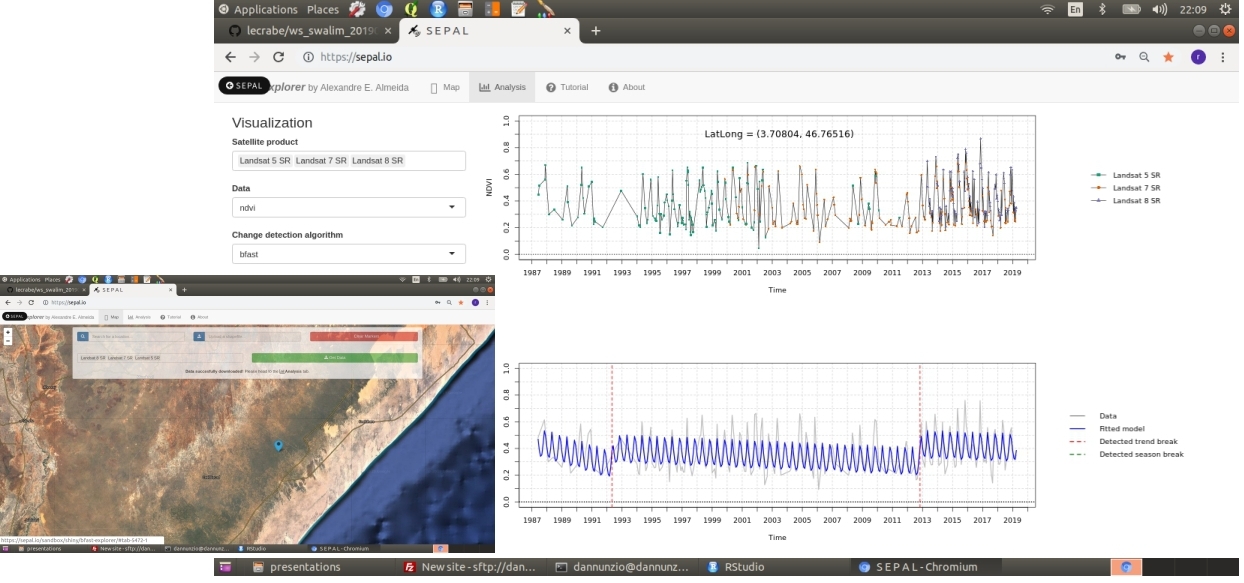 Applications Places En 22:09
lecrabe/ws_swalim_2019 × SEPAL × +
https://sepal.io r
SEPAL xplorer by Alexandre E. Almeida Map Analysis Tutorial About
Visualization
Satellite product
Landsat 5 SR Landsat 7 SR Landsat 8 SR
Data
ndvi
Change detection algorithm
bfast
LatLong = (3.70804, 46.76516)
NDVI
0.0 0.2 0.4 0.6 0.8 1.0
1987 1989 1991 1993 1995 1997 1999 2001 2003 2005 2007 2009 2011 2013 2015 2017 2019
Time
Landsat 5 SR
Landsat 7 SR
Landsat 8 SR
0.0 0.2 0.4 0.6 0.8 1.0
1987 1989 1991 1993 1995 1997 1999 2001 2003 2005 2007 2009 2011 2013 2015 2017 2019
Time
Data
Fitted model
Detected trend break
Detected season break
Applications Places En 22:09
lecrabe/ws_swalim_201 × SEPAL × +
https://sepal.io
SEPAL xplorer by Alexandre E. Almeida Map Analysis Tutorial About
Landsat 8 SR Landsat 7 SR Landsat 5 SR
Data successfully downloaded! Please head to the Analysis tab.
https://sepal.io/sandbox/shiny/bfast-explorer/#tab-5472-1
presentations New site - sftp://dan... dannunzio@dannunz... RStudio SEPAL - Chromium
presentations New site - sftp://dan... dannunzio@dannunz... RStudio SEPAL - Chromium